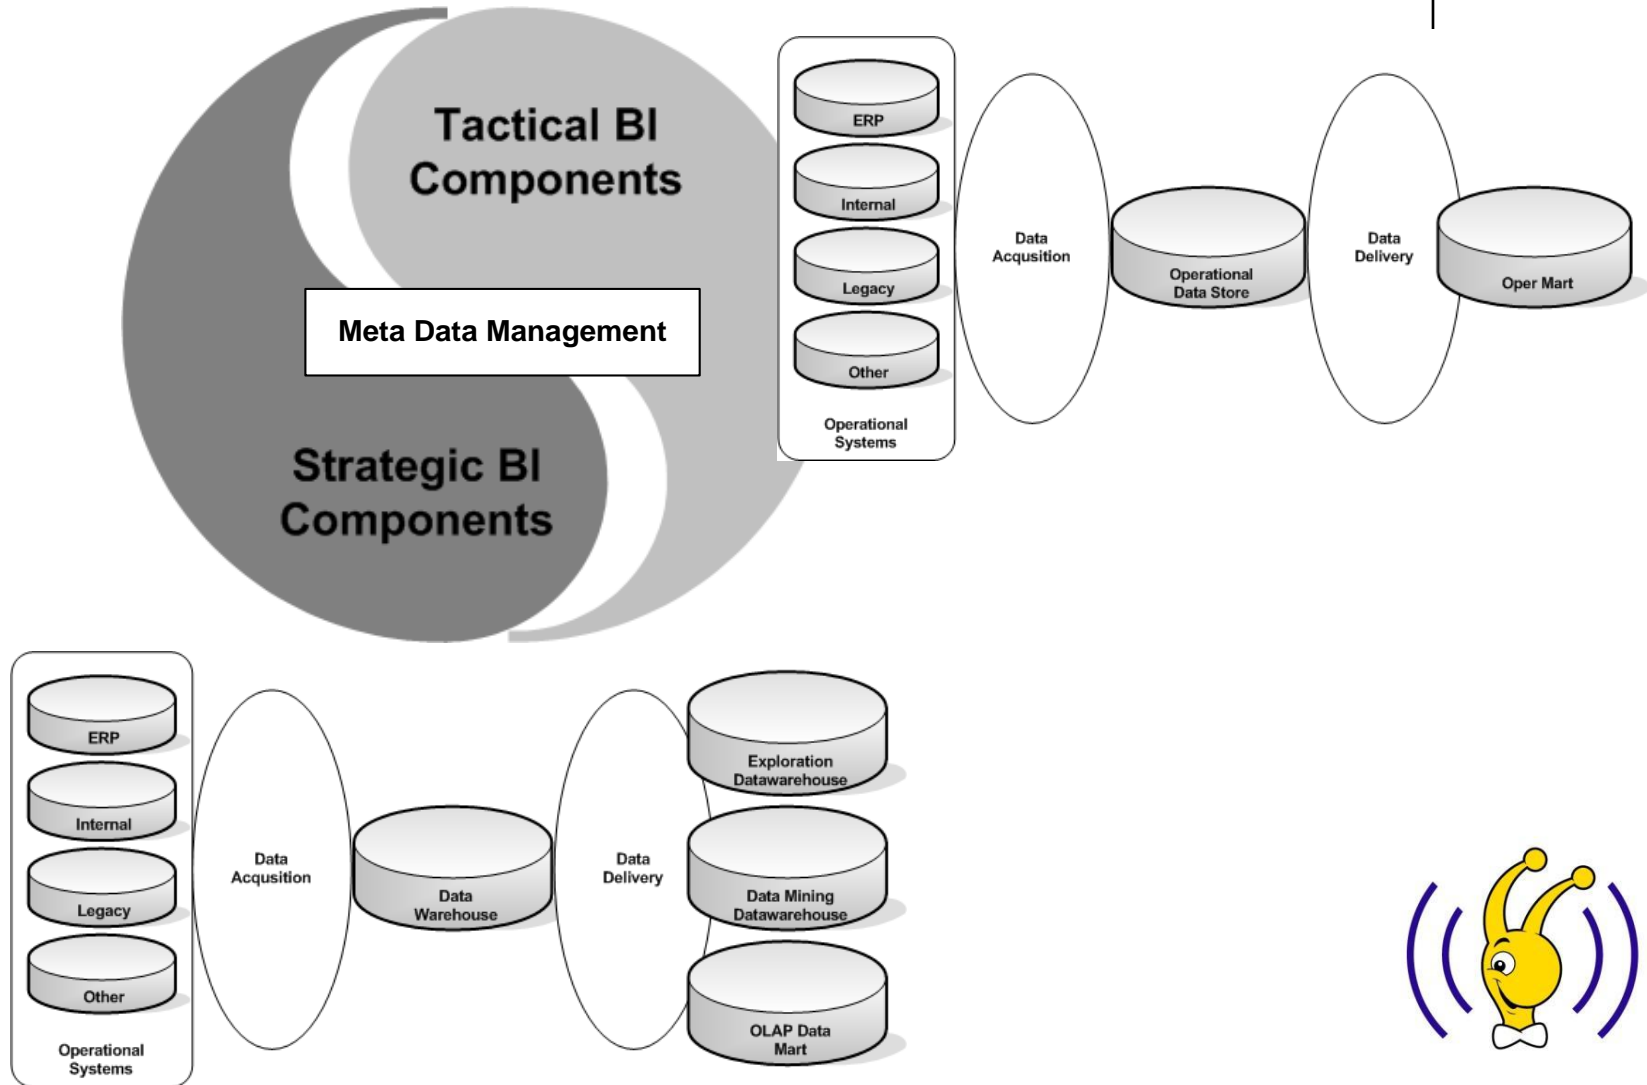 Tactical BI
Components
Meta Data Management
Strategic BI
Components
ERP
Internal
Legacy
Other
Operational
Systems
Data
Acqusition
Operational
Data Store
Data
Delivery
Oper Mart
ERP
Internal
Legacy
Other
Operational
Systems
Data
Acqusition
Data
Warehouse
Data
Delivery
Exploration
Datawarehouse
Data Mining
Datawarehouse
OLAP Data
Mart